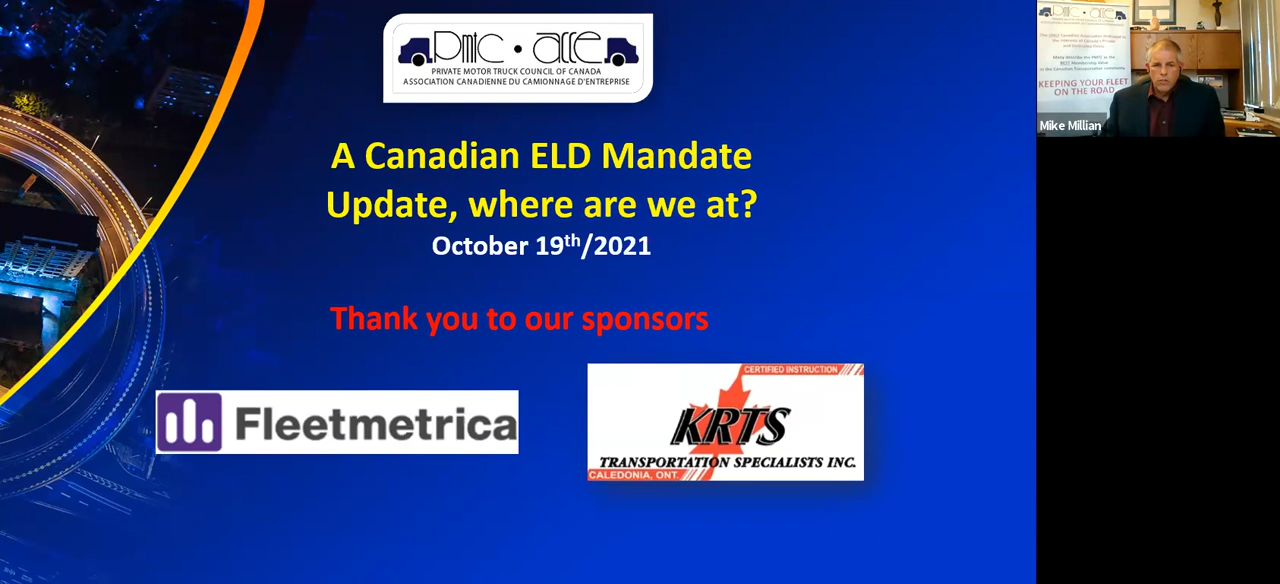 pmtc • acce
PRIVATE MOTOR TRUCK COUNCIL OF CANADA
ASSOCIATION CANADIENNE DU CAMIONNAGE D'ENTREPRISE
A Canadian ELD Mandate
Update, where are we at?
October 19th/2021
Thank you to our sponsors
Fleetmetrica
CERTIFIED INSTRUCTION
KRTS
TRANSPORTATION SPECIALISTS INC.
CALEDONIA, ONT.
KEEPING YOUR FLEET
ON THE ROAD
Mike Millian